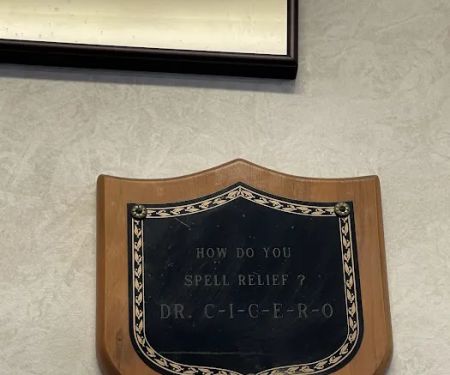 HOW DO YOU
SPELL RELIEF ?
DR. C-I-C-E-R-O